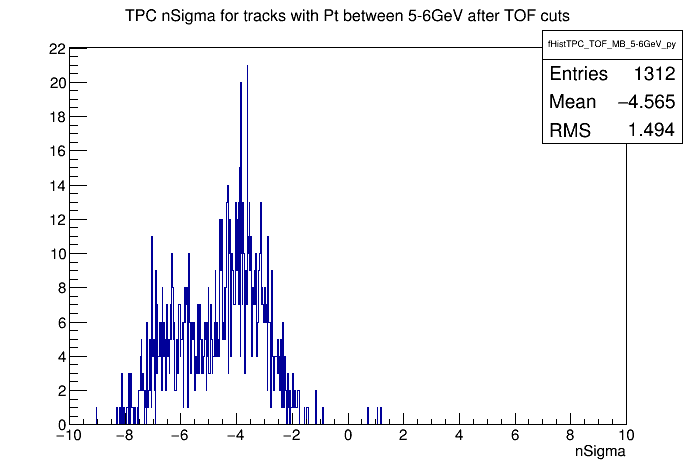 TPC nSigma for tracks with Pt between 5-6GeV after TOF cuts
fHistTPC_TOF_MB_5-6GeV_py
Entries 1312
Mean −4.565
RMS 1.494
22
20
18
16
14
12
10
8
6
4
2
0
−10 −8 −6 −4 −2 0 2 4 6 8 10
nSigma